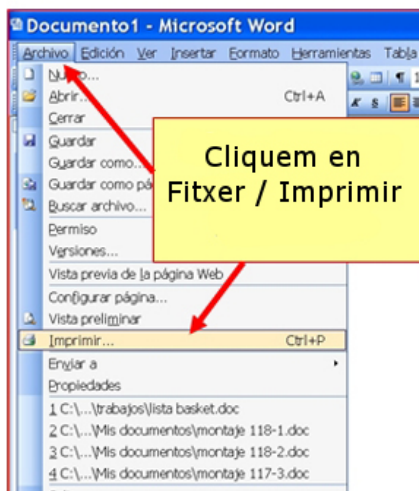 Documento1 - Microsoft Word
Archivo Edición Ver Insertar Formato Herramientas Tabla
Abrir... Ctrl+A
K S
Cerrar
Guardar
Guardar como...
Guardar como
Buscar archivo...
Permiso
Versiones...
Cliquem en
Fitxer / Imprimir
Vista previa de la página Web
Configurar página...
Vista preliminar
Imprimir... Ctrl+P
Enviar a
Propiedades
1 C:\...\trabajos\lista basket.doc
2 C:\...\Mis documentos\montaje 118-1.doc
3 C:\...\Mis documentos\montaje 118-2.doc
4 C:\...\Mis documentos\montaje 117-3.doc